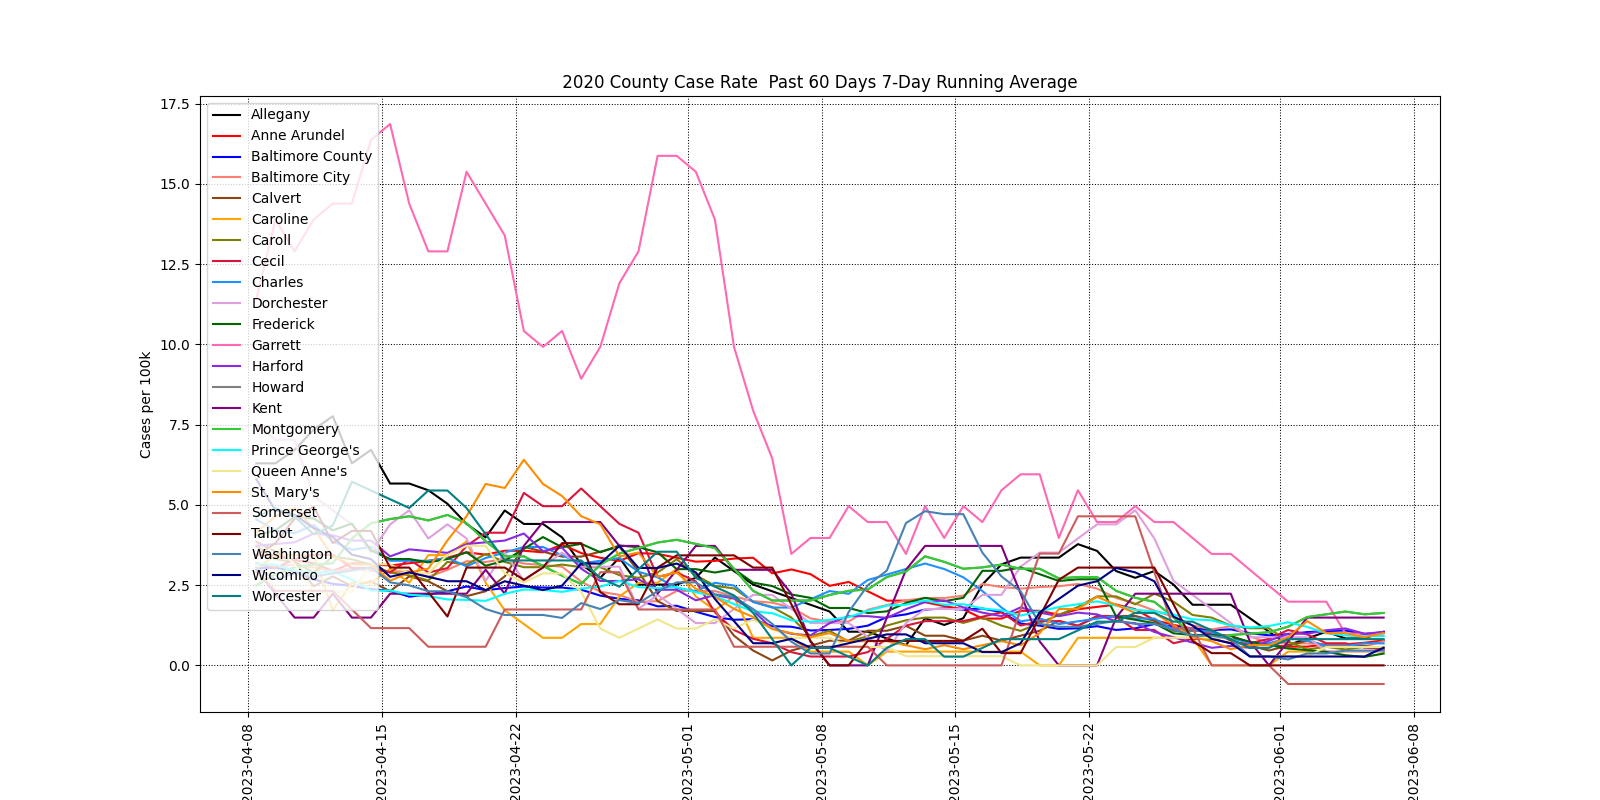 2020 County Case Rate  Past 60 Days 7-Day Running Average
Cases per 100k
17.5
15.0
12.5
10.0
7.5
5.0
2.5
0.0
Allegany
Anne Arundel
Baltimore County
Baltimore City
Calvert
Caroline
Caroll
Cecil
Charles
Dorchester
Frederick
Garrett
Harford
Howard
Kent
Montgomery
Prince George's
Queen Anne's
St. Mary's
Somerset
Talbot
Washington
Wicomico
Worcester
2023-04-08
2023-04-15
2023-04-22
2023-05-01
2023-05-08
2023-05-15
2023-05-22
2023-06-01
2023-06-08